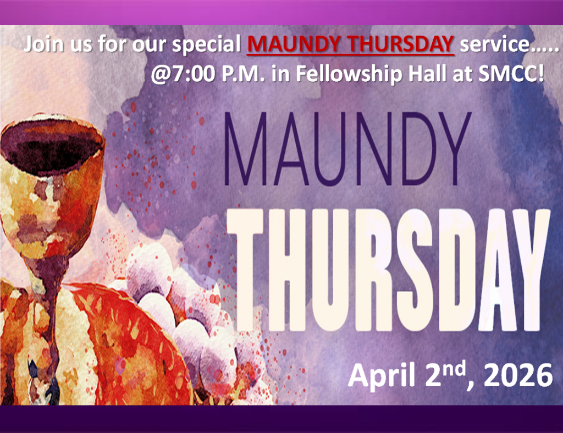 Join us for our special MAUNDY THURSDAY service.....
@7:00 P.M. in Fellowship Hall at SMCC!
MAUNDY
THURSDAY
April 2nd, 2026